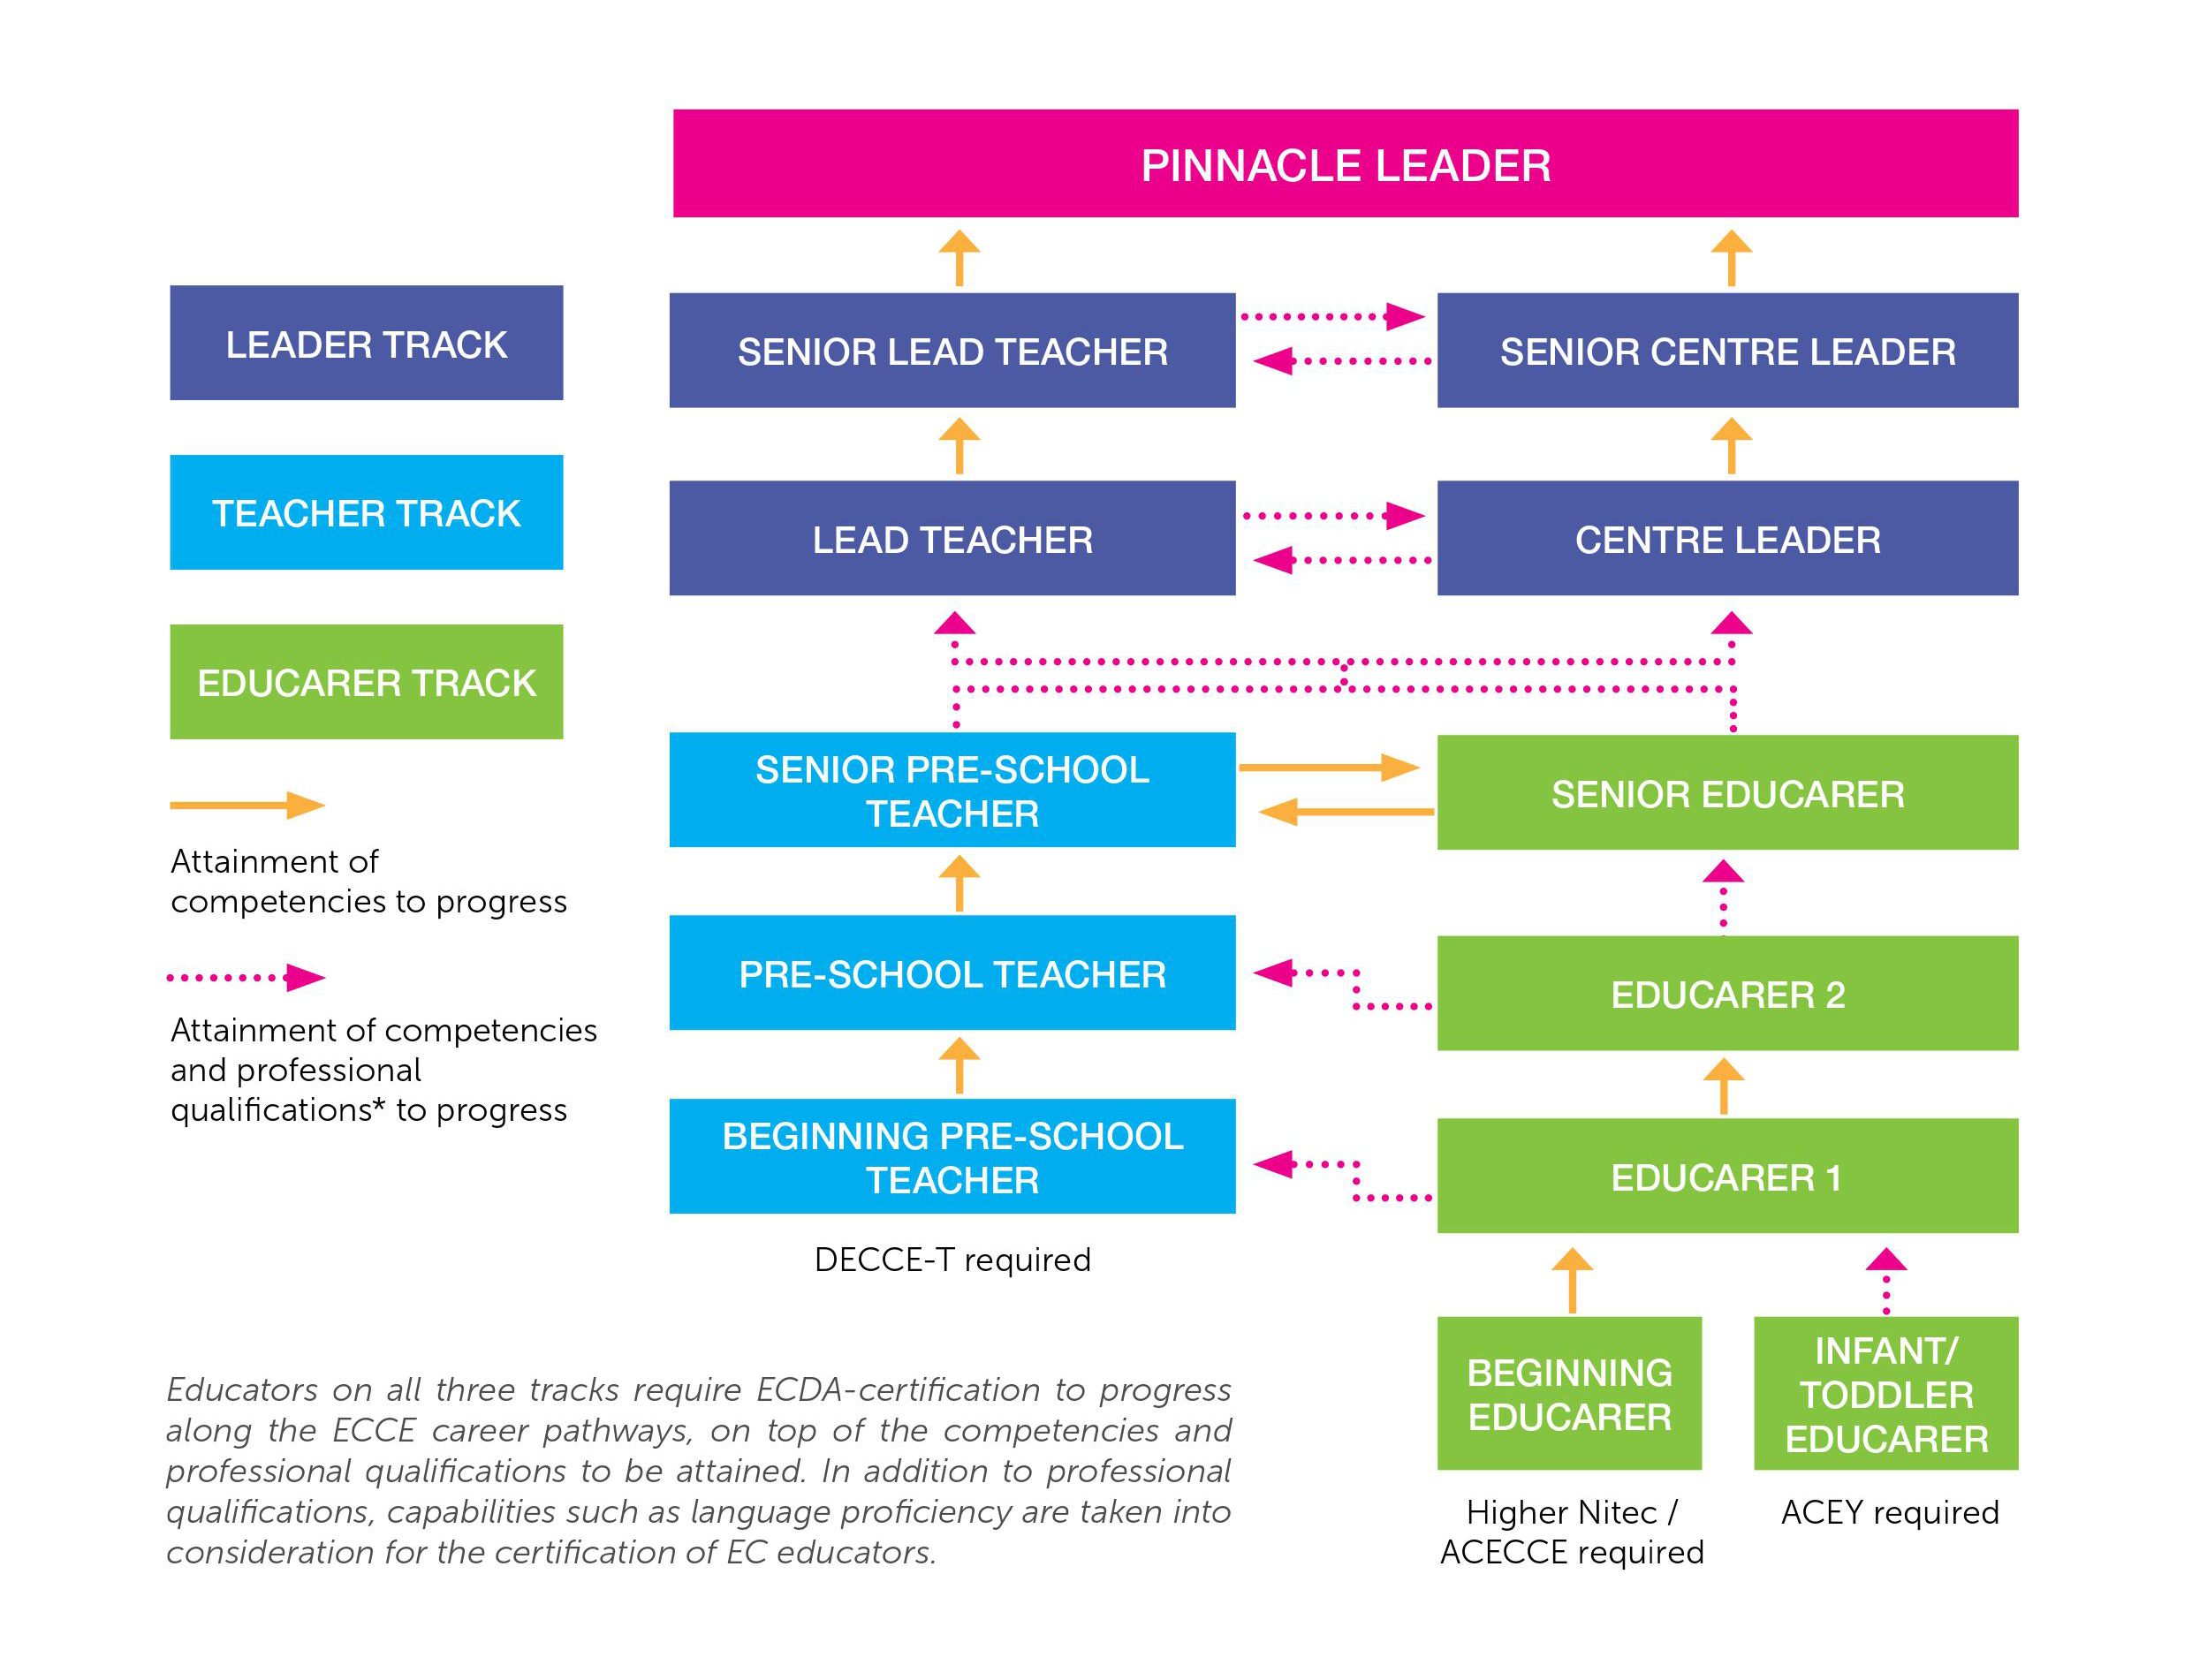 PINNACLE LEADER
LEADER TRACK
TEACHER TRACK
EDUCARER TRACK
Attainment of
competencies to progress
Attainment of competencies
and professional
qualifications* to progress
SENIOR LEAD TEACHER
SENIOR CENTRE LEADER
LEAD TEACHER
CENTRE LEADER
SENIOR PRE-SCHOOL
TEACHER
SENIOR EDUCARER
PRE-SCHOOL TEACHER
EDUCARER 2
BEGINNING PRE-SCHOOL
TEACHER
DECCE-T required
EDUCARER 1
BEGINNING
EDUCARER
Higher Nitec /
ACECCE required
INFANT/
TODDLER
EDUCARER
ACEY required
Educators on all three tracks require ECDA-certification to progress
along the ECCE career pathways, on top of the competencies and
professional qualifications to be attained. In addition to professional
qualifications, capabilities such as language proficiency are taken into
consideration for the certification of EC educators.